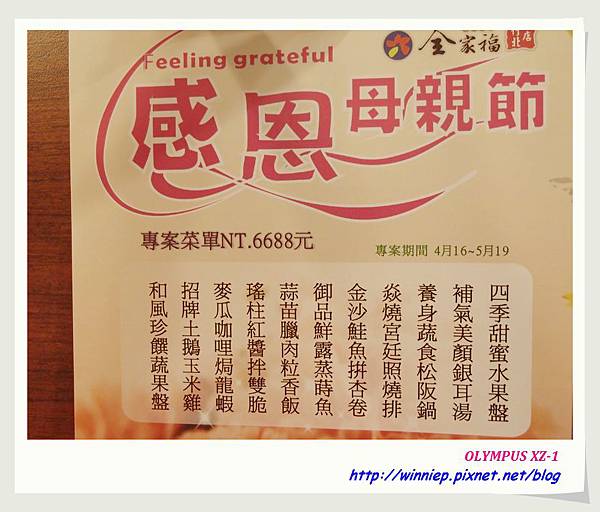 Feeling grateful
全家福
竹北店
感恩母親節
專案菜單NT.6688元
專案期間 4月16~5月19
和風珍饌蔬果盤
招牌土鵝玉米雞
麥瓜咖哩焗龍蝦
瑤柱紅醬拌雙脆
蒜苗臘肉粒香飯
御品鮮露蒸蒔魚
金沙鮭魚拼杏卷
焱燒宮廷照燒排
養身蔬食松阪鍋
補氣美顏銀耳湯
四季甜蜜水果盤
OLYMPUS XZ-1
http://winniep.pixnet.net/blog